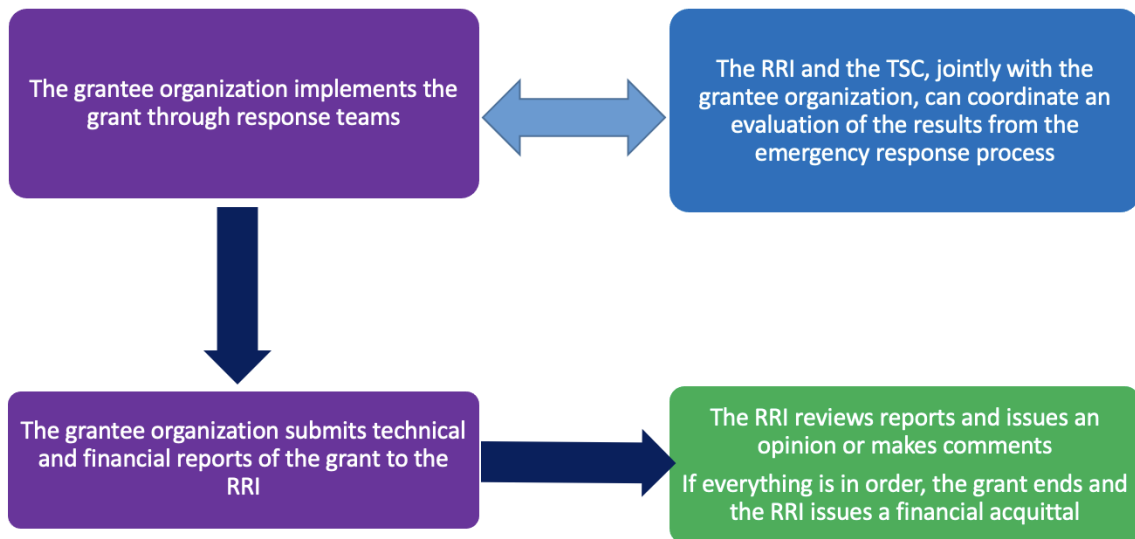 The grantee organization implements the
grant through response teams
The RRI and the TSC, jointly with the
grantee organization, can coordinate an
evaluation of the results from the
emergency response process
The grantee organization submits technical
and financial reports of the grant to the
RRI
The RRI reviews reports and issues an
opinion or makes comments
If everything is in order, the grant ends and
the RRI issues a financial acquittal